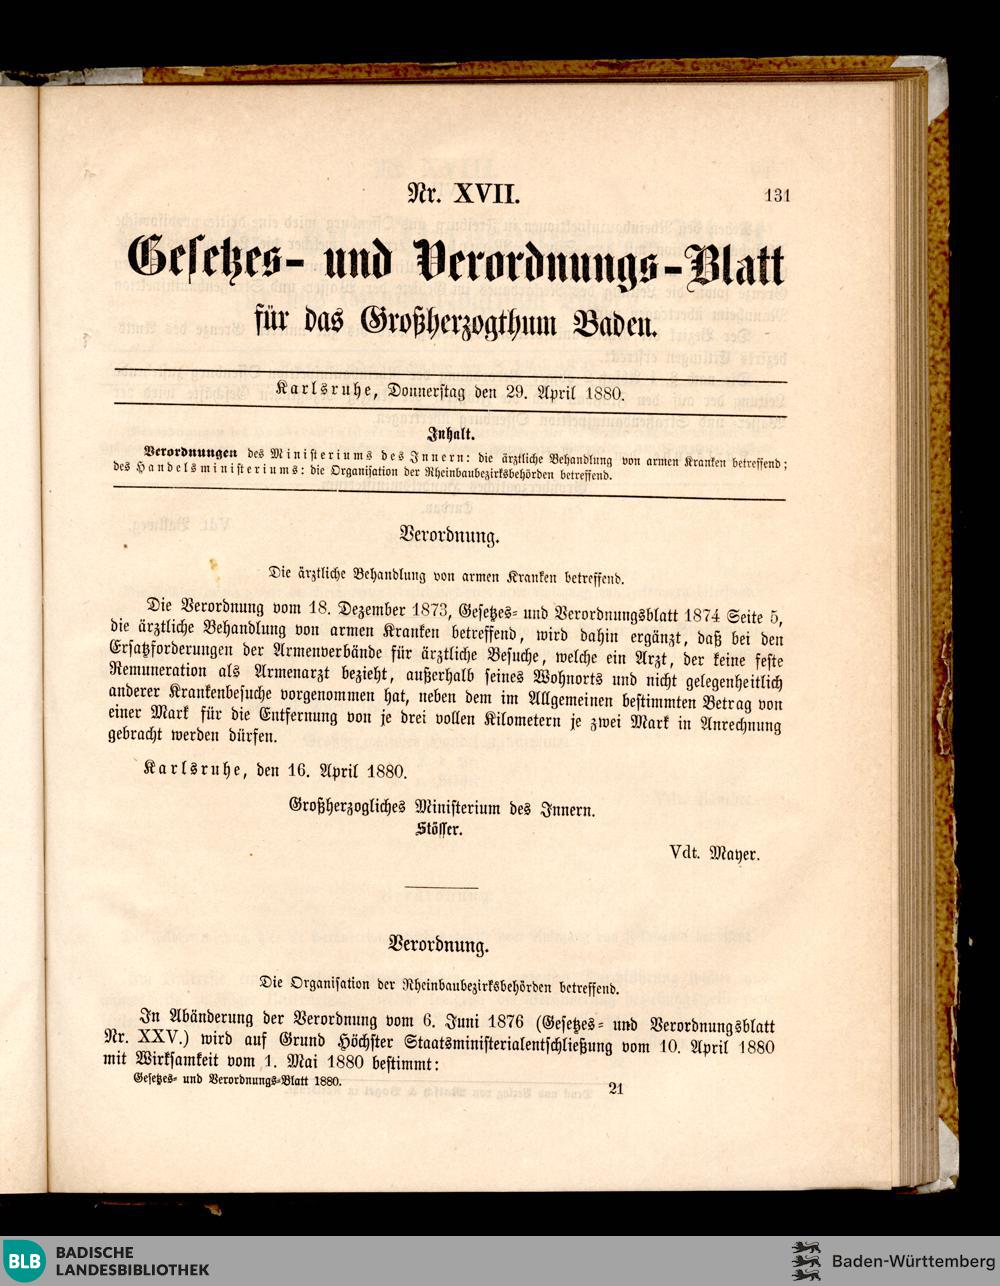 Nr. XVII.
131
Gesetzes- und Verordnungs-Blatt
für das Großherzogthum Baden.
Karlsruhe, Donnerstag den 29. April 1880.
Inhalt.
Verordnungen des Ministeriums des Innern: die ärztliche Behandlung von armen Kranken betreffend;
des Handelsministeriums: die Organisation der Rheinbaubezirksbehörden betreffend.
Verordnung.
Die ärztliche Behandlung von armen Kranken betreffend.
Die Verordnung vom 18. Dezember 1873, Gesetzes- und Verordnungsblatt 1874 Seite 5,
die ärztliche Behandlung von armen Kranken betreffend, wird dahin ergänzt, daß bei den
Ersatzforderungen der Armenverbände für ärztliche Besuche, welche ein Arzt, der keine feste
Remuneration als Armenarzt bezieht, außerhalb seines Wohnorts und nicht gelegenheitlich
anderer Krankenbesuche vorgenommen hat, neben dem im Allgemeinen bestimmten Betrag von
einer Mark für die Entfernung von je drei vollen Kilometern je zwei Mark in Anrechnung
gebracht werden dürfen.
Karlsruhe, den 16. April 1880.
Großherzogliches Ministerium des Innern.
Stösser.
Vdt. Mayer.
Verordnung.
Die Organisation der Rheinbaubezirksbehörden betreffend.
In Abänderung der Verordnung vom 6. Juni 1876 (Gesetzes- und Verordnungsblatt
Nr. XXV.) wird auf Grund Höchster Staatsministerialentschließung vom 10. April 1880
mit Wirksamkeit vom 1. Mai 1880 bestimmt:
Gesetzes- und Verordnungs-Blatt 1880.
21
BLB BADISCHE
LANDESBIBLIOTHEK
Baden-Württemberg